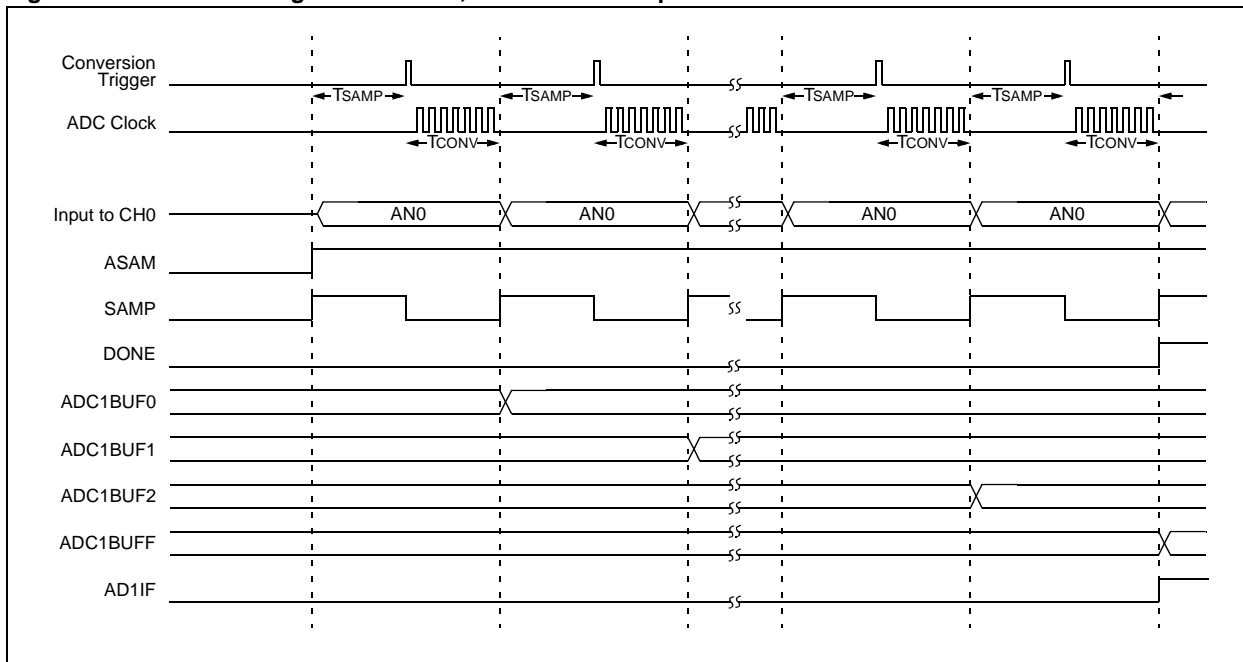 Conversion
Trigger
TSAMP TSAMP TSAMP TSAMP
ADC Clock
TCONV TCONV TCONV TCONV
Input to CH0 AN0 AN0 AN0 AN0
ASAM
SAMP
DONE
ADC1BUF0
ADC1BUF1
ADC1BUF2
ADC1BUFF
AD1IF